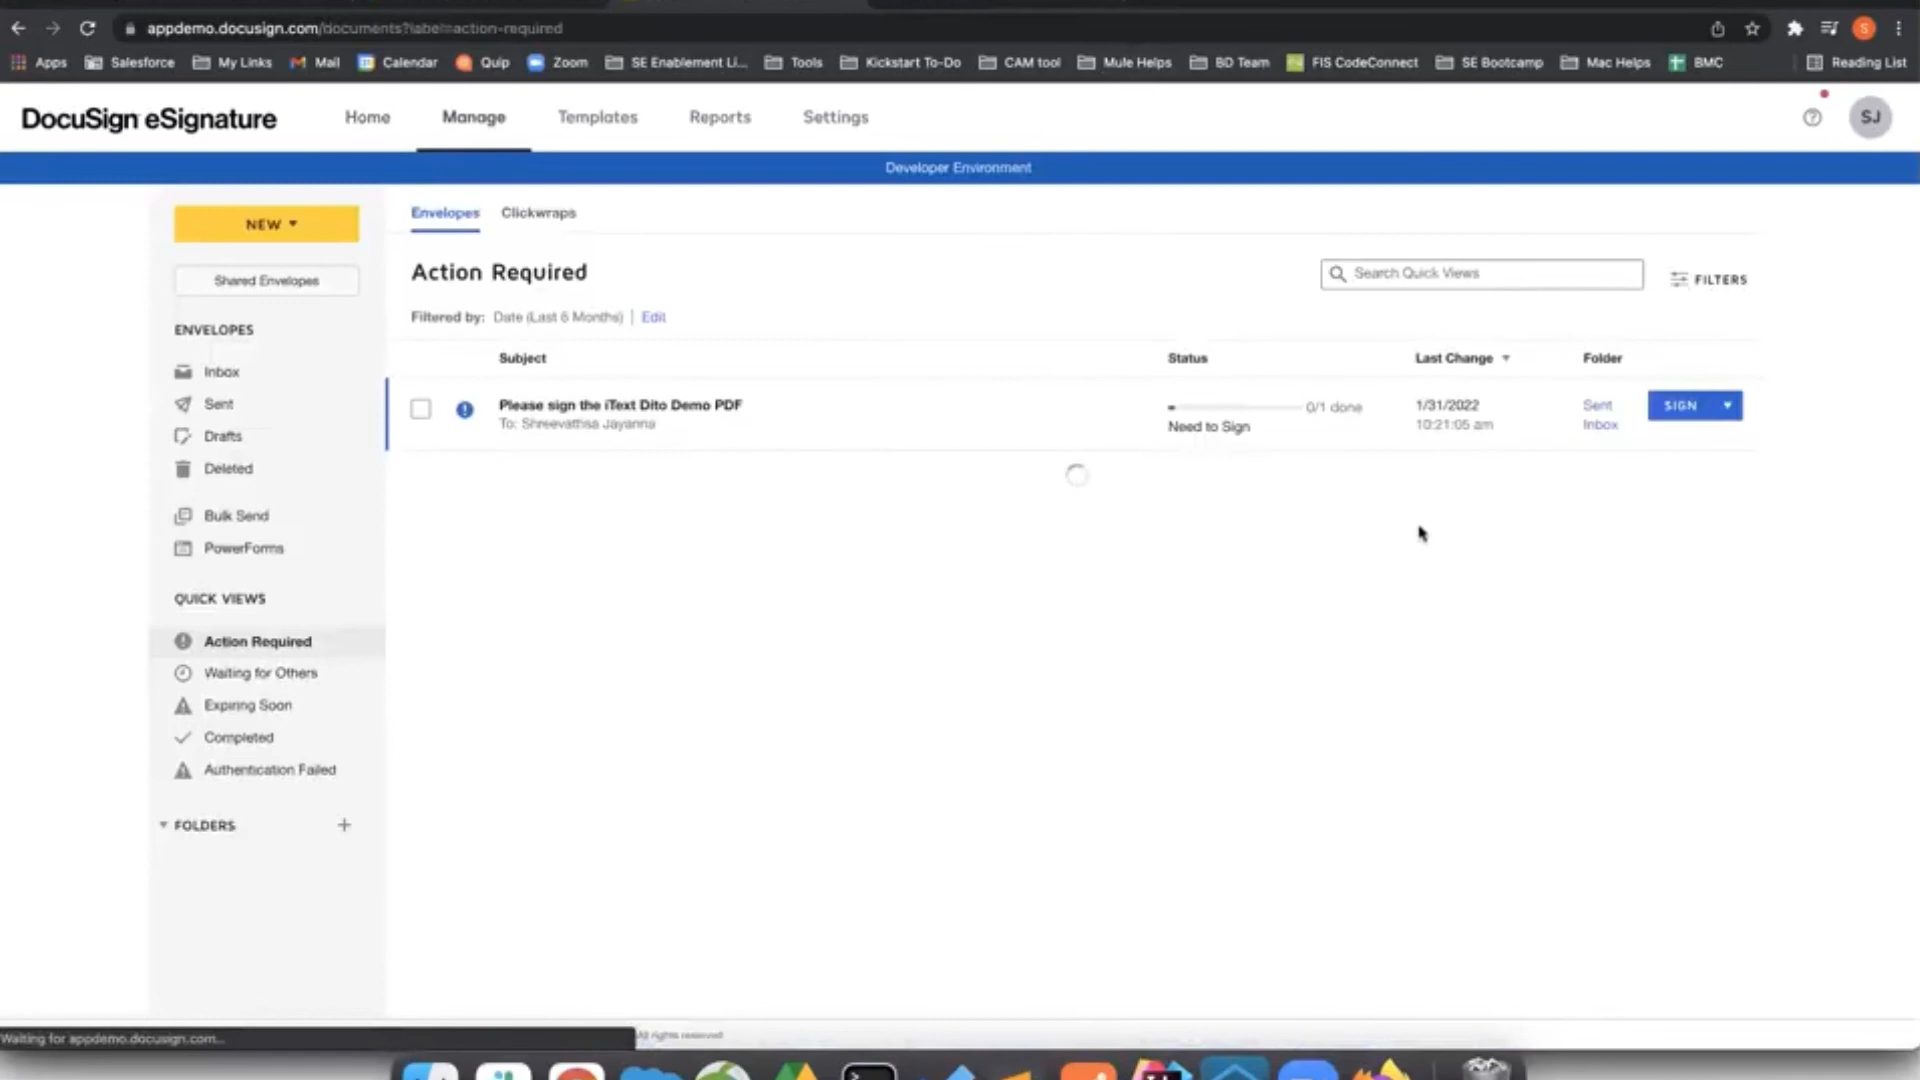 appdemo.docusign.com/documents?label=action-required
Apps Salesforce My Links Mail Calendar Quip Zoom SE Enablement Li... Tools Kickstart To-Do CAM tool Mule Helps BD Team FIS CodeConnect SE Bootcamp Mac Helps BMC Reading List
S
DocuSign eSignature Home Manage Templates Reports Settings SJ
Developer Environment
NEW
Shared Envelopes
ENVELOPES
Inbox
Sent
Drafts
Deleted
Bulk Send
PowerForms
QUICK VIEWS
Action Required
Waiting for Others
Expiring Soon
Completed
Authentication Failed
FOLDERS
Envelopes Clickwraps
Action Required
Search Quick Views
FILTERS
Filtered by: Date (Last 6 Months) | Edit
Subject Status Last Change Folder
Please sign the iText Dito Demo PDF 0/1 done 1/31/2022 Sent SIGN
To: Shreevathsa Jayanna Need to Sign 10:21:05 am Inbox
Waiting for appdemo.docusign.com...
All rights reserved